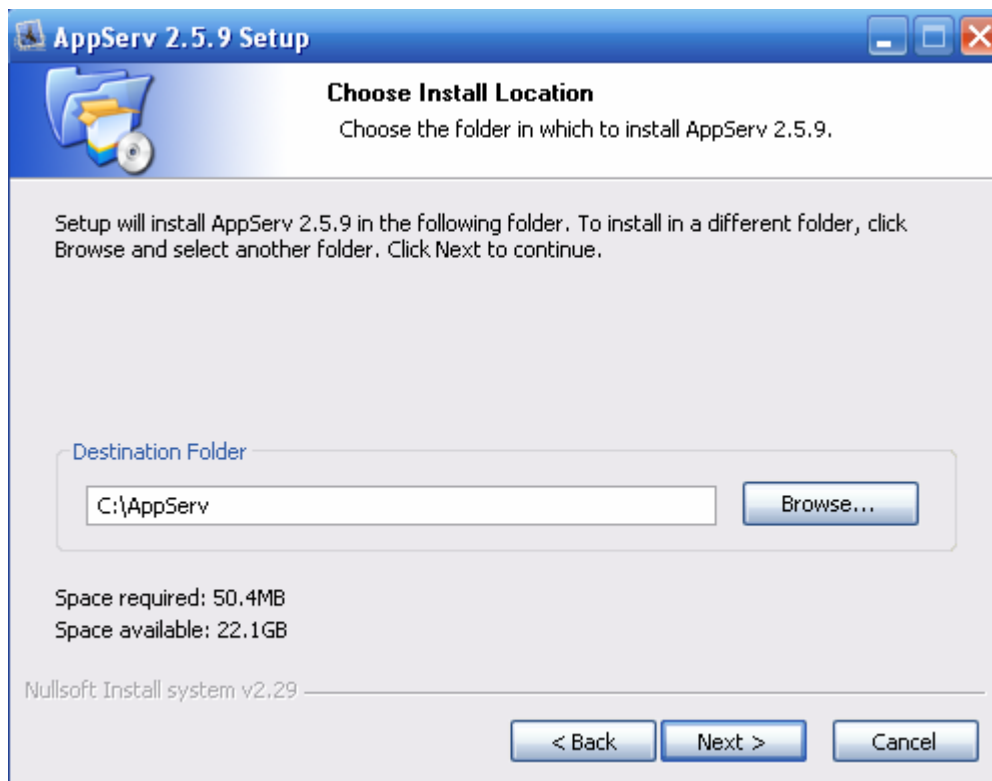 AppServ 2.5.9 Setup
Choose Install Location
Choose the folder in which to install AppServ 2.5.9.
Setup will install AppServ 2.5.9 in the following folder. To install in a different folder, click
Browse and select another folder. Click Next to continue.
Destination Folder
C:\AppServ
Browse...
Space required: 50.4MB
Space available: 22.1GB
Nullsoft Install system v2.29
< Back
Next >
Cancel